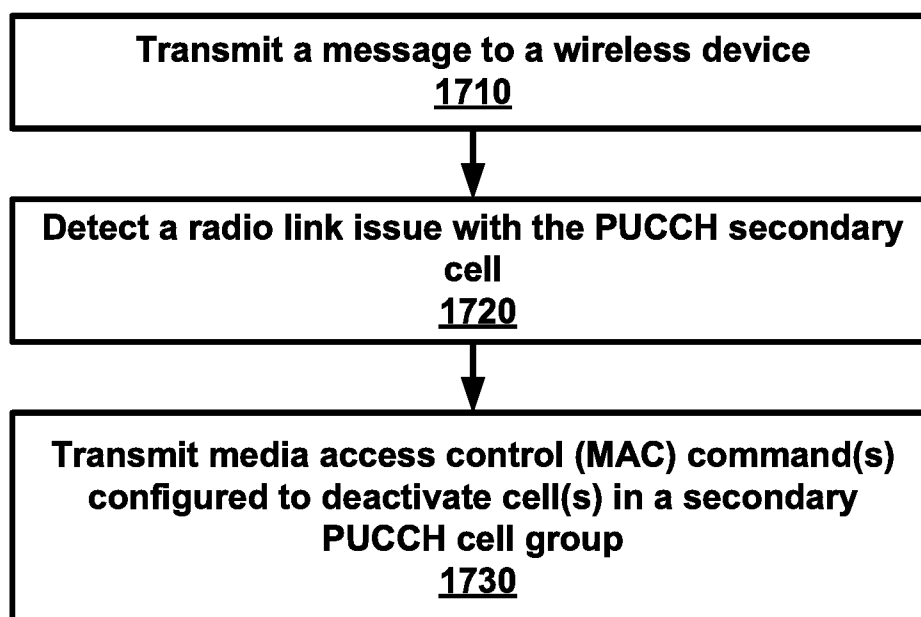 Transmit a message to a wireless device
1710
Detect a radio link issue with the PUCCH secondary
cell
1720
Transmit media access control (MAC) command(s)
configured to deactivate cell(s) in a secondary
PUCCH cell group
1730